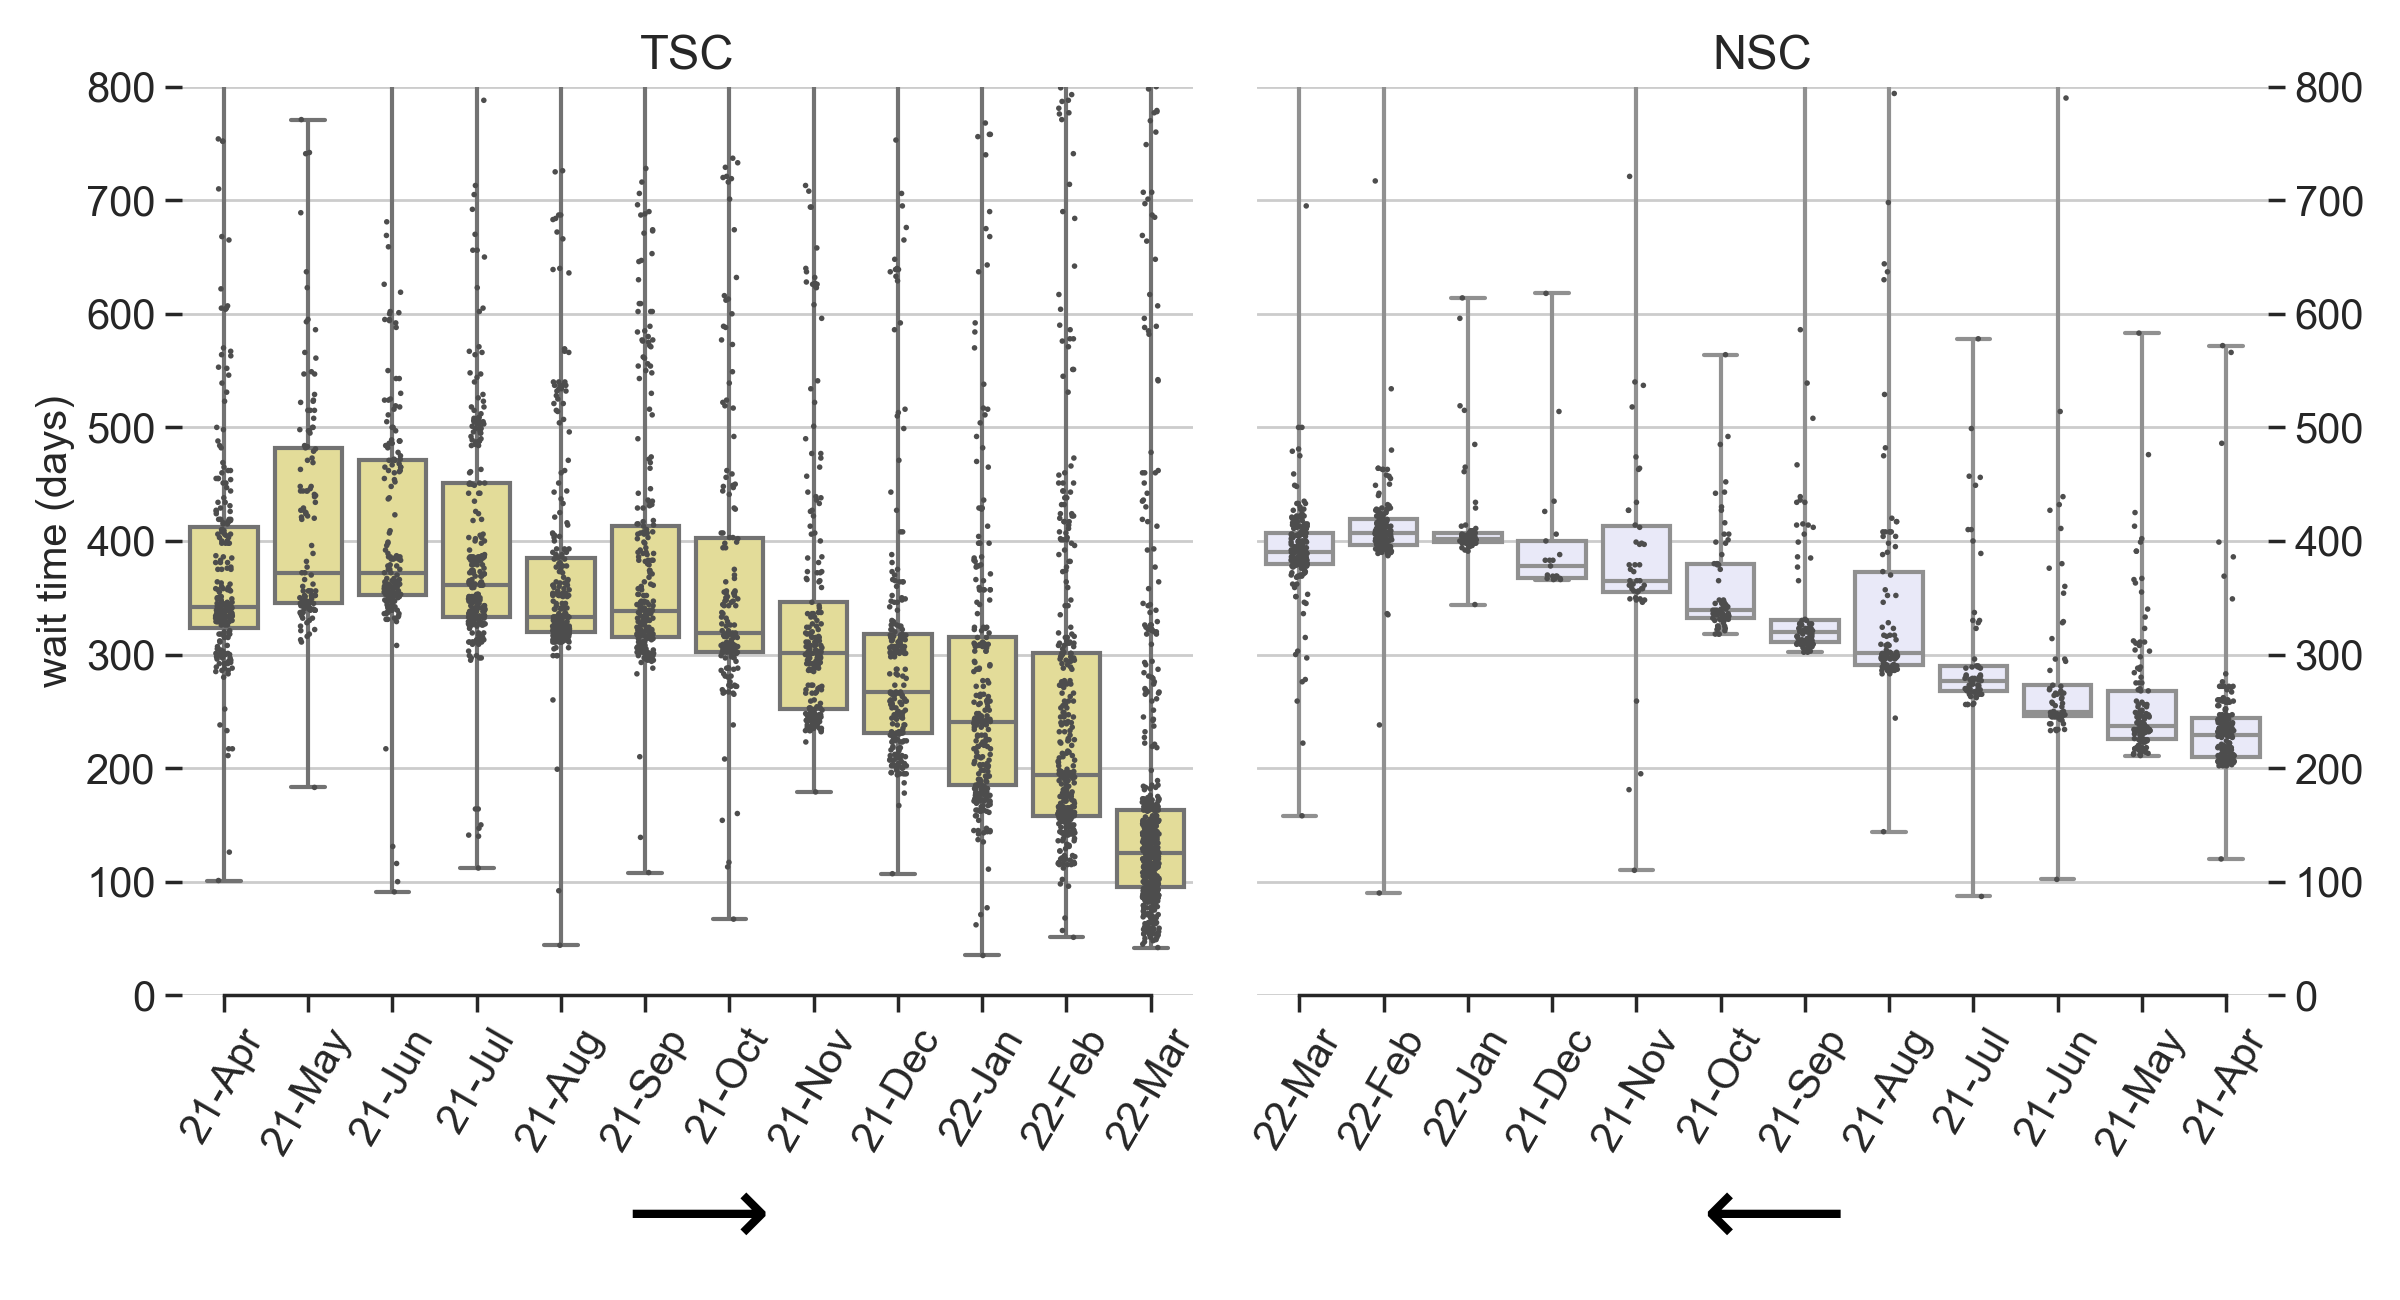 TSC
NSC
wait time (days)
800
700
600
500
400
300
200
100
0
800
700
600
500
400
300
200
100
0
21-Apr
21-May
21-Jun
21-Jul
21-Aug
21-Sep
21-Oct
21-Nov
21-Dec
22-Jan
22-Feb
22-Mar
22-Mar
22-Feb
22-Jan
21-Dec
21-Nov
21-Oct
21-Sep
21-Aug
21-Jul
21-Jun
21-May
21-Apr